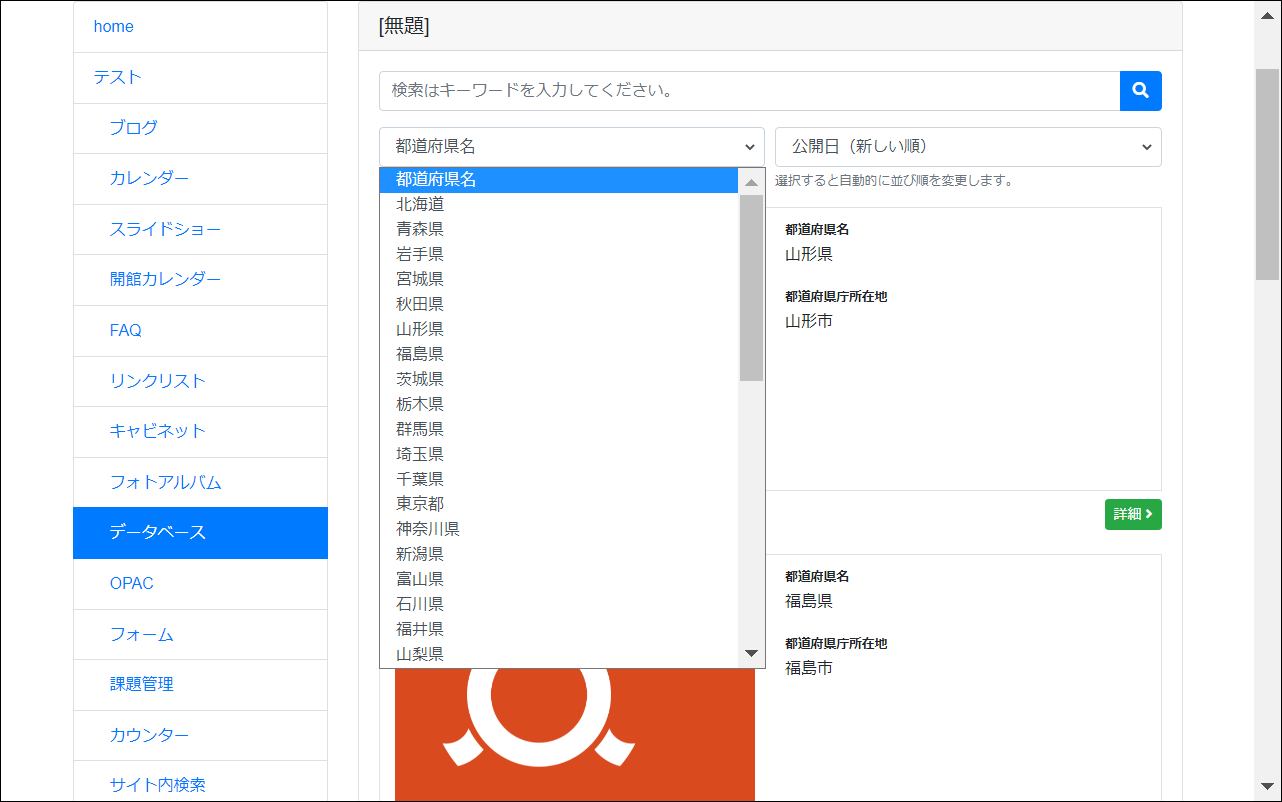 home
テスト
ブログ
カレンダー
スライドショー
開館カレンダー
FAQ
リンクリスト
キャビネット
フォトアルバム
データベース
OPAC
フォーム
課題管理
カウンター
サイト内検索
[無題]
検索はキーワードを入力してください。
都道府県名
公開日（新しい順）
選択すると自動的に並び順を変更します。
都道府県名
北海道
青森県
岩手県
宮城県
秋田県
山形県
福島県
茨城県
栃木県
群馬県
埼玉県
千葉県
東京都
神奈川県
新潟県
富山県
石川県
福井県
山梨県
都道府県名
山形県
都道府県庁所在地
山形市
詳細
都道府県名
福島県
都道府県庁所在地
福島市